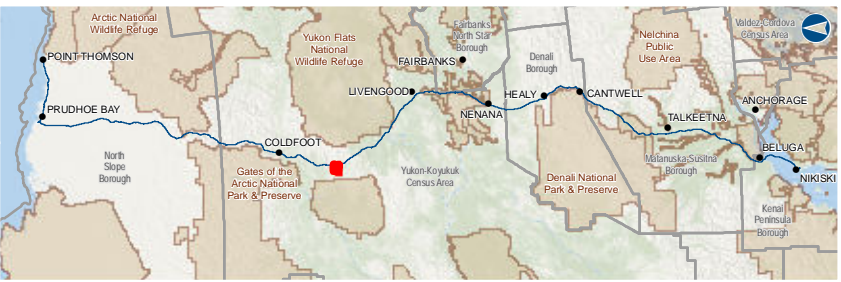 Arctic National
Wildlife Refuge
POINT THOMSON
PRUDHOE BAY
North
Slope
Borough
COLDFOOT
Gates of the
Arctic National
Park & Preserve
Yukon Flats
National
Wildlife Refuge
LIVENGOOD
Fairbanks
North Star
Borough
FAIRBANKS
NENANA
Yukon-Koyukuk
Census Area
Denali
Borough
HEALY
CANTWELL
Denali National
Park & Preserve
Nelchina
Public
Use Area
TALKEETNA
Matanuska-Susitna
Borough
Valdez-Cordova
Census Area
ANCHORAGE
BELUGA
NIKISKI
Kenai
Peninsula
Borough